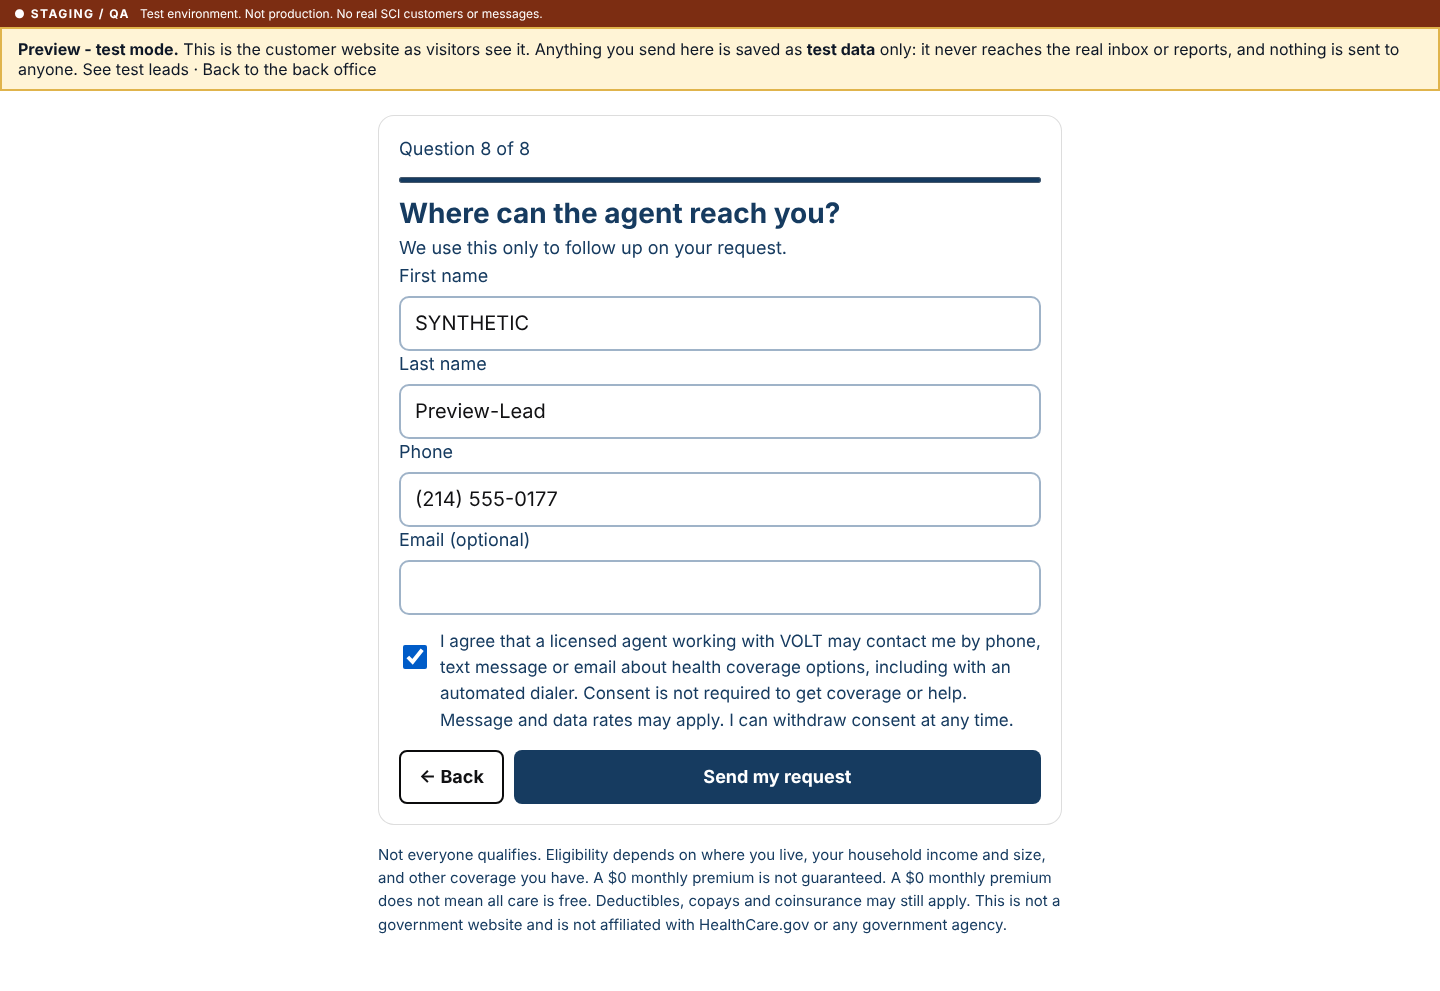 STAGING / QA Test environment. Not production. No real SCI customers or messages.
Preview - test mode. This is the customer website as visitors see it. Anything you send here is saved as test data only: it never reaches the real inbox or reports, and nothing is sent to
anyone. See test leads · Back to the back office
Question 8 of 8
Where can the agent reach you?
We use this only to follow up on your request.
First name
SYNTHETIC
Last name
Preview-Lead
Phone
(214) 555-0177
Email (optional)
I agree that a licensed agent working with VOLT may contact me by phone,
text message or email about health coverage options, including with an
automated dialer. Consent is not required to get coverage or help.
Message and data rates may apply. I can withdraw consent at any time.
← Back
Send my request
Not everyone qualifies. Eligibility depends on where you live, your household income and size,
and other coverage you have. A $0 monthly premium is not guaranteed. A $0 monthly premium
does not mean all care is free. Deductibles, copays and coinsurance may still apply. This is not a
government website and is not affiliated with HealthCare.gov or any government agency.